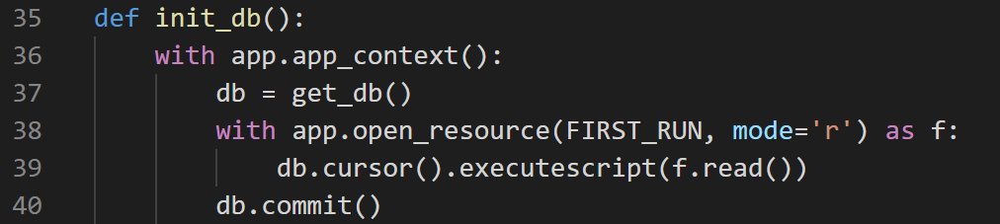 35 def init_db():
36 with app.app_context():
37 db = get_db()
38 with app.open_resource(FIRST_RUN, mode='r') as f:
39 db.cursor().executescript(f.read())
40 db.commit()